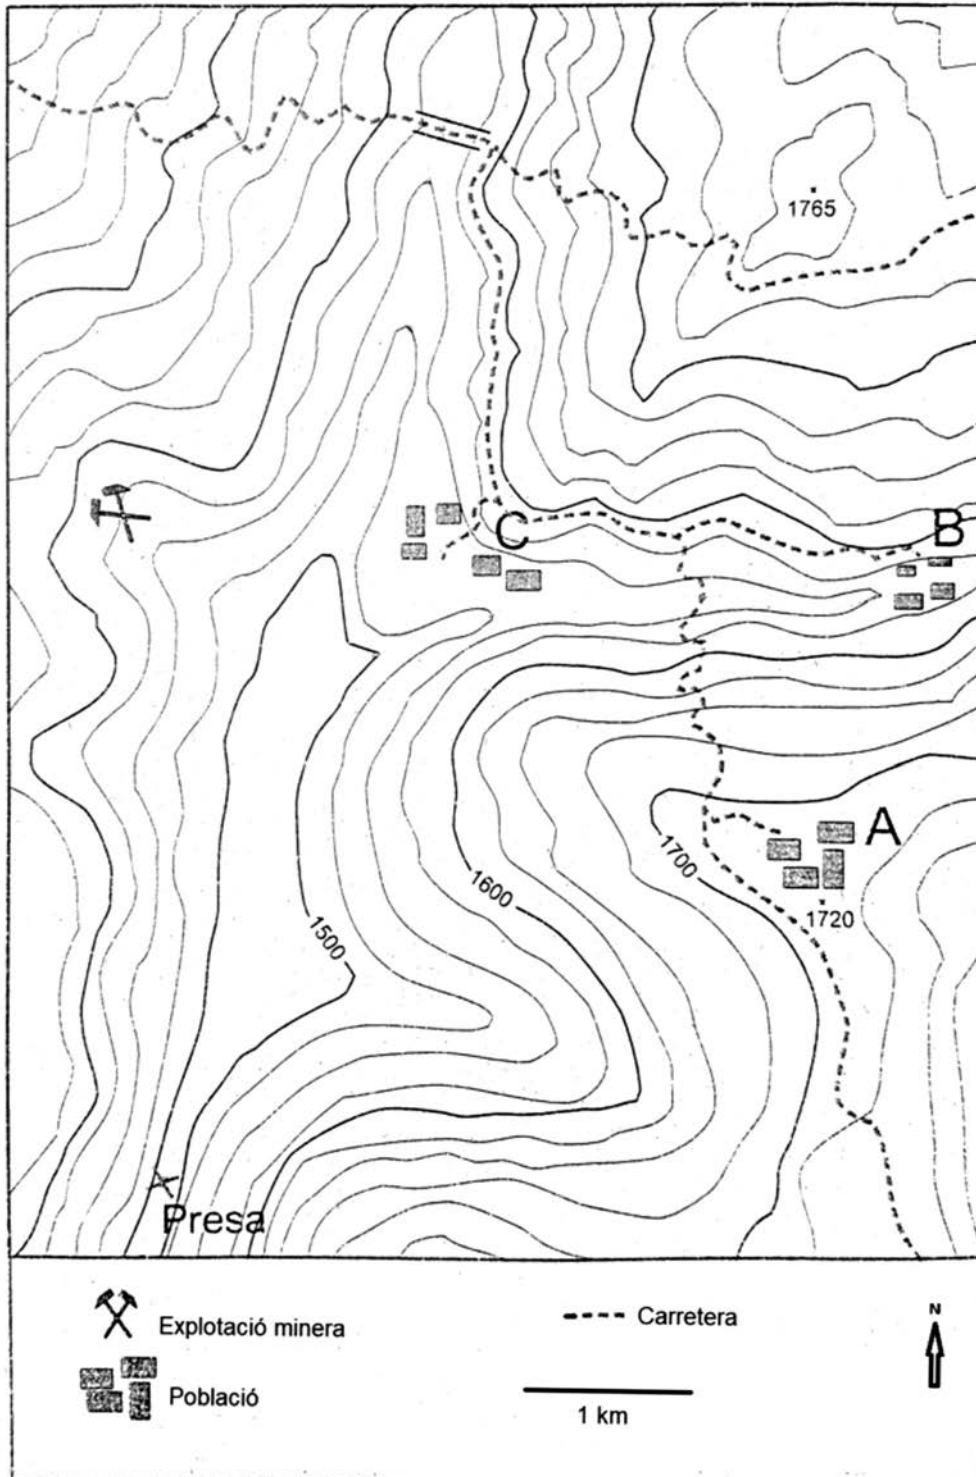 1765
C
B
A
1700
1600
1720
1500
Presa
Explotació minera
Carretera
N
Població
1 km